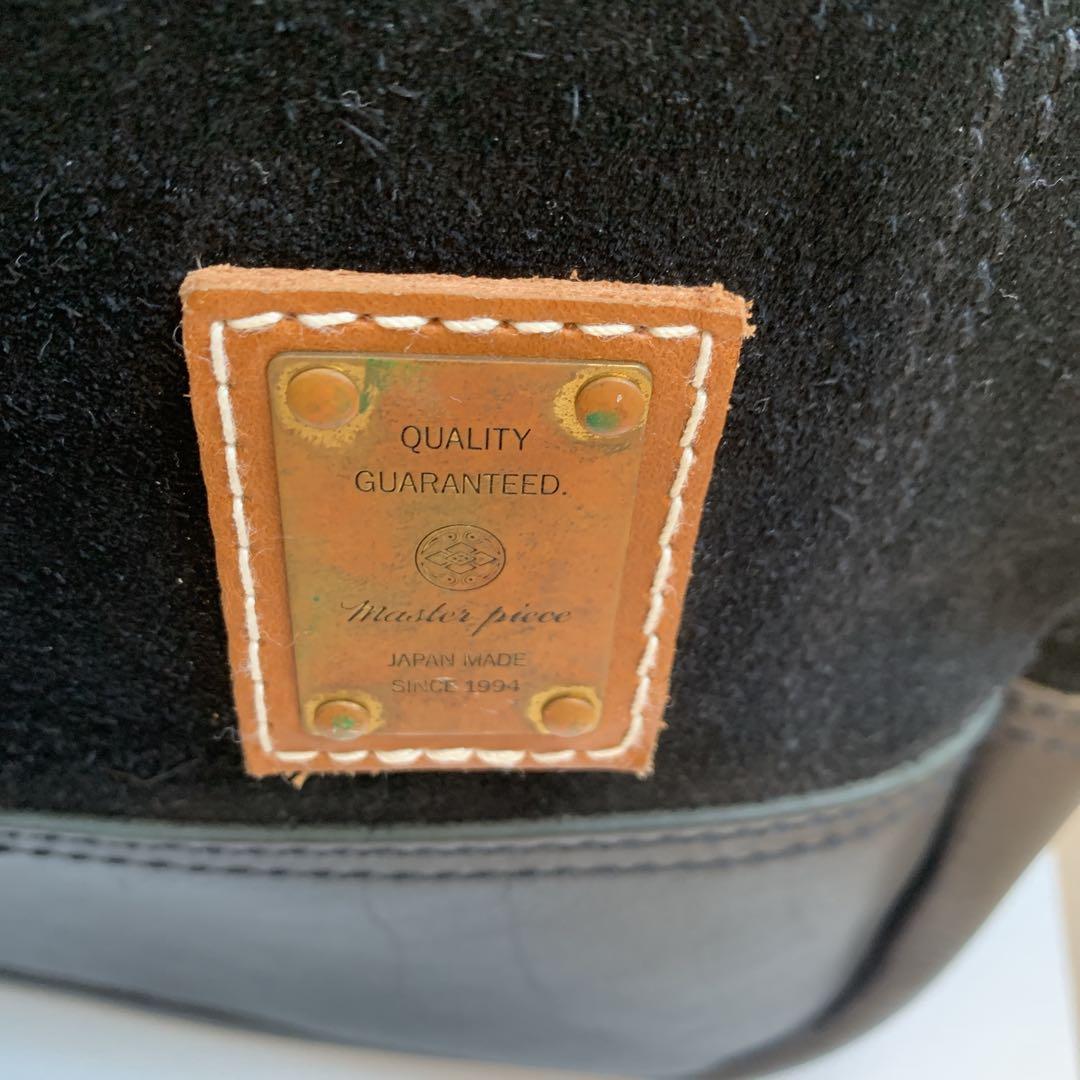 QUALITY
GUARANTEED.
Master piece
JAPAN MADE
SINCE 1994